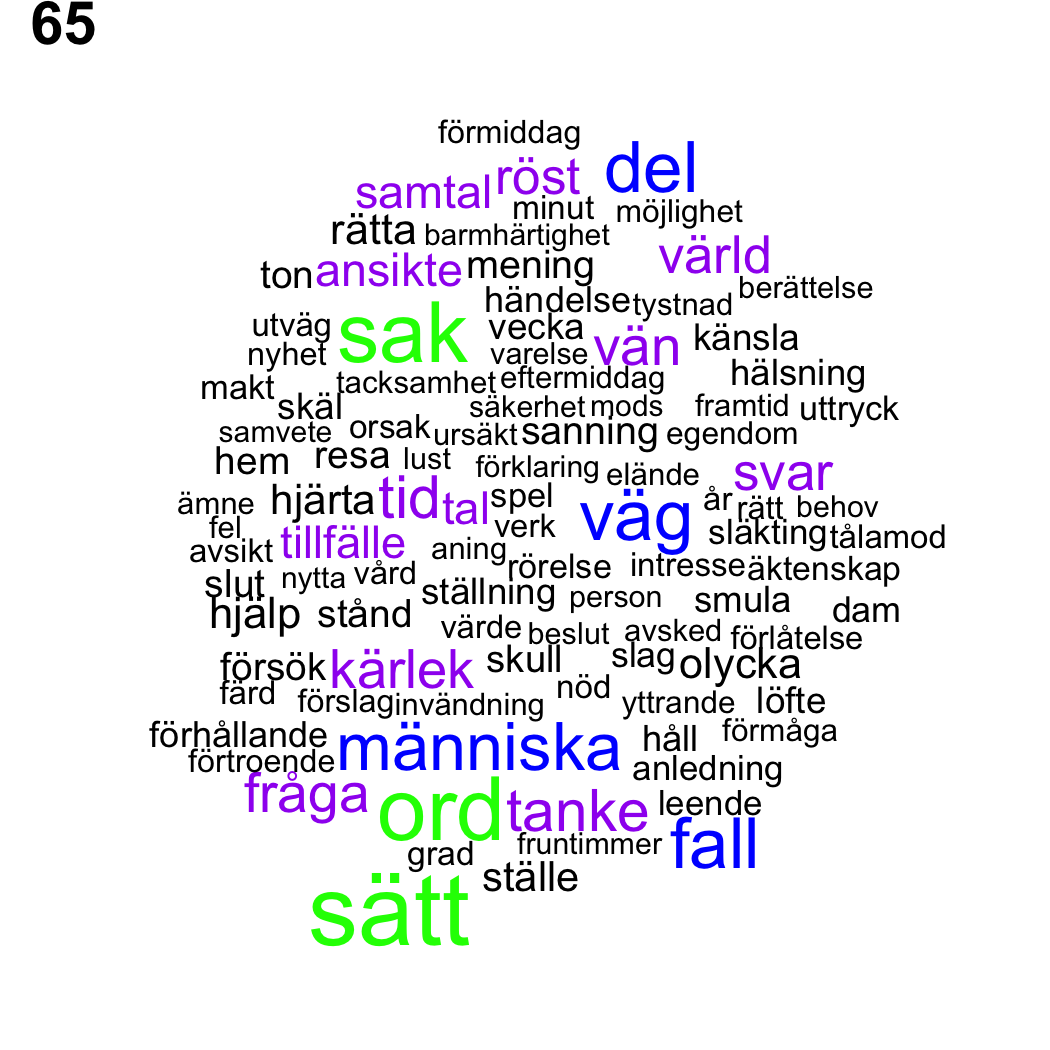 65
förmiddag
samtal röst del
minut möjlighet
rätta barmhärtighet
ton ansikte mening värld
händelse tystnad berättelse
utväg sak vecka vän känsla
nyhet varelse
makt tacksamhet eftermiddag hälsning
skäl säkerhet mods framtid uttryck
samvete orsak ursäkt sanning egendom
hem resa lust förklaring elände svar
ämne hjärta tid tal spel väg år rätt behov
fel verk släkting tålamod
avsikt tillfälle aning rörelse intresse äktenskap
slut nytta vård ställning person smula dam
hjälp stånd värde beslut avsked förlåtelse
försök kärlek skull slag olycka
färd förslag invändning nöd yttrande löfte
förhållande människa håll förmåga
förtroende anledning
fråga ord tanke leende
grad fruntimmer fall
ställe
sätt